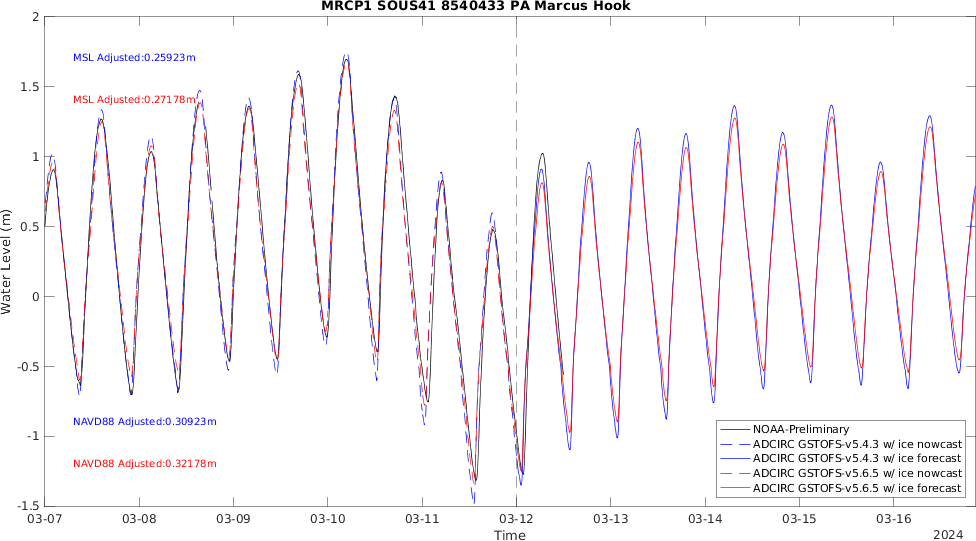 MRCP1 SOUS41 8540433 PA Marcus Hook
2
1.5
1
0.5
0
-0.5
-1
-1.5
Water Level (m)
MSL Adjusted:0.25923m
MSL Adjusted:0.27178m
NAVD88 Adjusted:0.30923m
NAVD88 Adjusted:0.32178m
NOAA-Preliminary
ADCIRC GSTOFS-v5.4.3 w/ ice nowcast
ADCIRC GSTOFS-v5.4.3 w/ ice forecast
ADCIRC GSTOFS-v5.6.5 w/ ice nowcast
ADCIRC GSTOFS-v5.6.5 w/ ice forecast
03-07 03-08 03-09 03-10 03-11 03-12 03-13 03-14 03-15 03-16
Time
2024